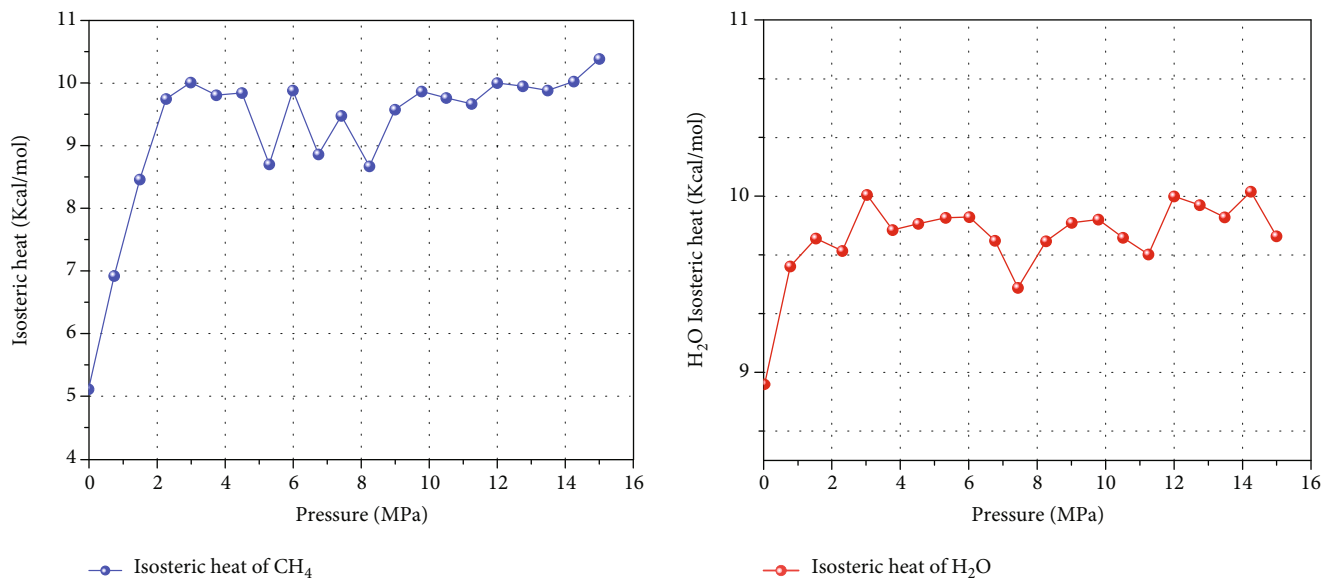 Isosteric heat (Kcal/mol)
11
10
9
8
7
6
5
4
0 2 4 6 8 10 12 14 16
Pressure (MPa)
Isosteric heat of CH₄
H₂O Isosteric heat (Kcal/mol)
11
10
9
0 2 4 6 8 10 12 14 16
Pressure (MPa)
Isosteric heat of H₂O